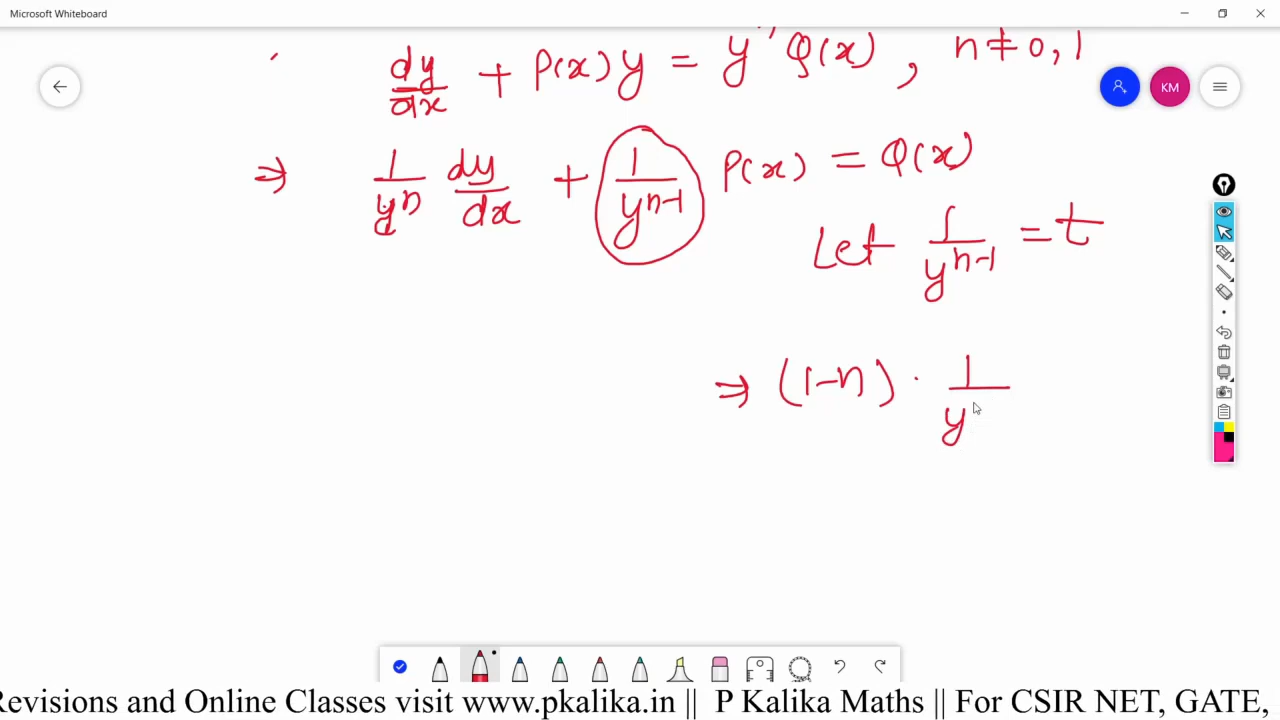 Microsoft Whiteboard
dy/dx + P(x) y = yⁿ Q(x) , n ≠ 0, 1
KM
⇒ 1/yⁿ dy/dx + 1/yⁿ⁻¹ P(x) = Q(x)
Let 1/yⁿ⁻¹ = t
⇒ (1-n) · 1/y
Revisions and Online Classes visit www.pkalika.in || P Kalika Maths || For CSIR NET, GATE,